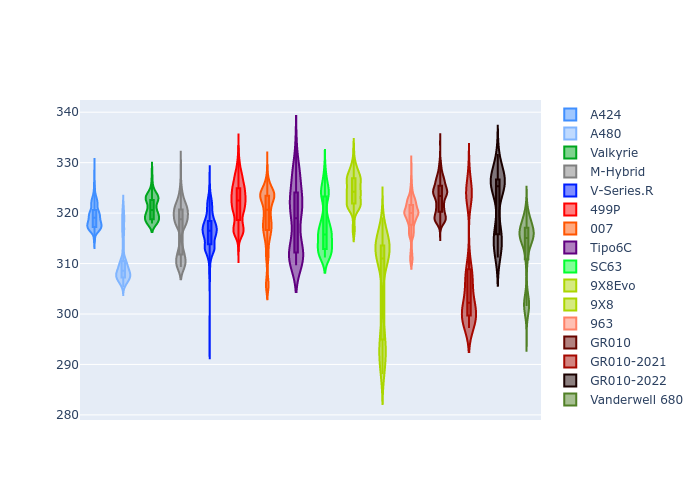 340
330
320
310
300
290
280
A424
A480
Valkyrie
M-Hybrid
V-Series.R
499P
007
Tipo6C
SC63
9X8Evo
9X8
963
GR010
GR010-2021
GR010-2022
Vanderwell 680